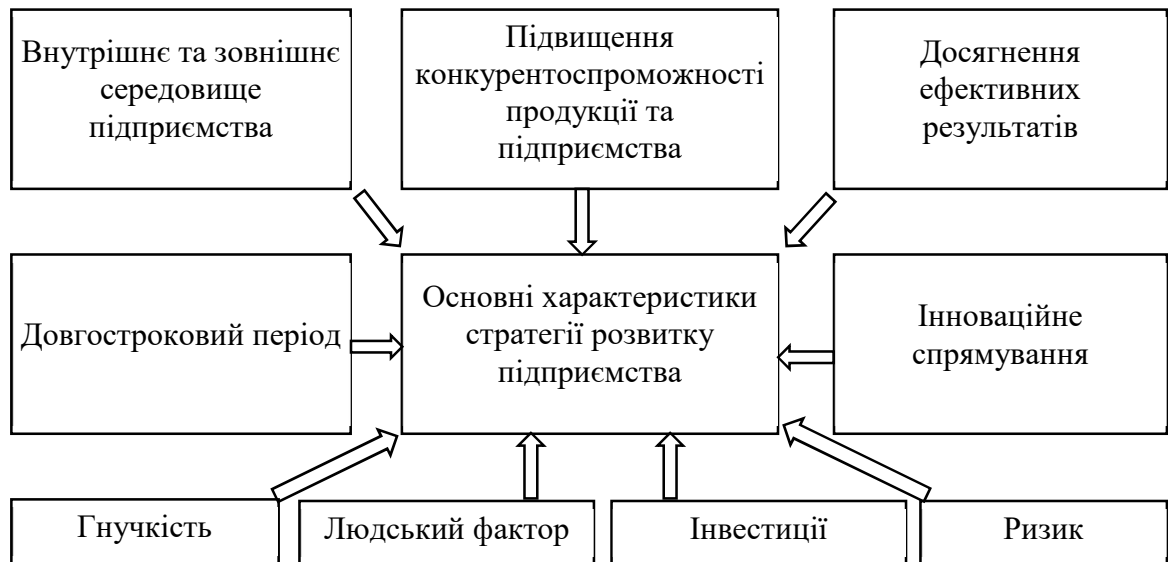 Внутрішнє та зовнішнє
середовище
підприємства
Підвищення
конкурентоспроможності
продукції та
підприємства
Досягнення
ефективних
результатів
Довгостроковий період
Основні характеристики
стратегії розвитку
підприємства
Інноваційне
спрямування
Гнучкість
Людський фактор
Інвестиції
Ризик